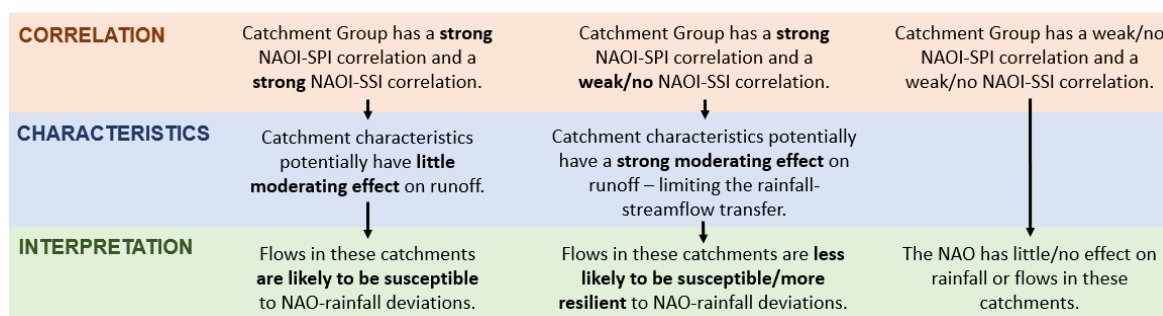 CORRELATION
Catchment Group has a strong
NAOI-SPI correlation and a
strong NAOI-SSI correlation.
Catchment Group has a strong
NAOI-SPI correlation and a
weak/no NAOI-SSI correlation.
Catchment Group has a weak/no
NAOI-SPI correlation and a
weak/no NAOI-SSI correlation.
CHARACTERISTICS
Catchment characteristics
potentially have little
moderating effect on runoff.
Catchment characteristics potentially
have a strong moderating effect on
runoff – limiting the rainfall-
streamflow transfer.
INTERPRETATION
Flows in these catchments
are likely to be susceptible
to NAO-rainfall deviations.
Flows in these catchments are less
likely to be susceptible/more
resilient to NAO-rainfall deviations.
The NAO has little/no effect on
rainfall or flows in these
catchments.